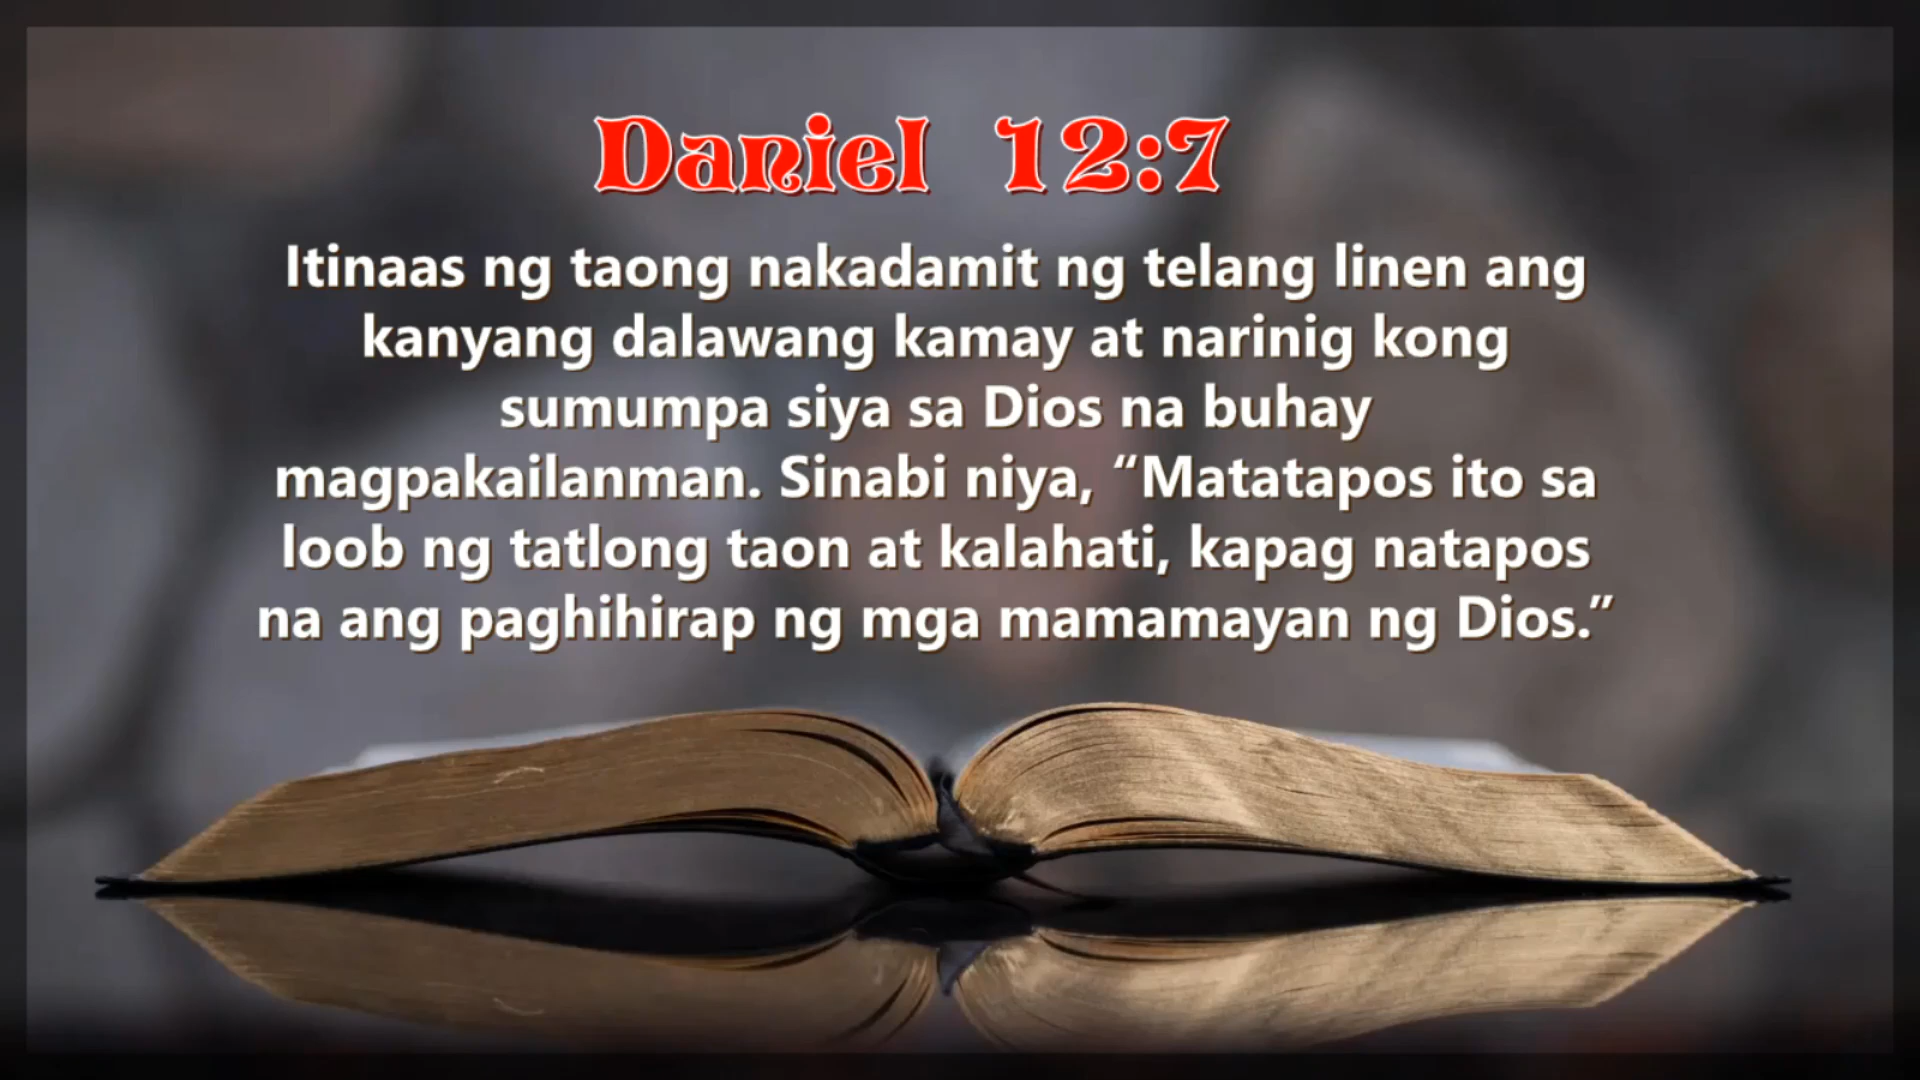 Daniel 12:7
Itinaas ng taong nakadamit ng telang linen ang
kanyang dalawang kamay at narinig kong
sumumpa siya sa Dios na buhay
magpakailanman. Sinabi niya, “Matatapos ito sa
loob ng tatlong taon at kalahati, kapag natapos
na ang paghihirap ng mga mamamayan ng Dios.”